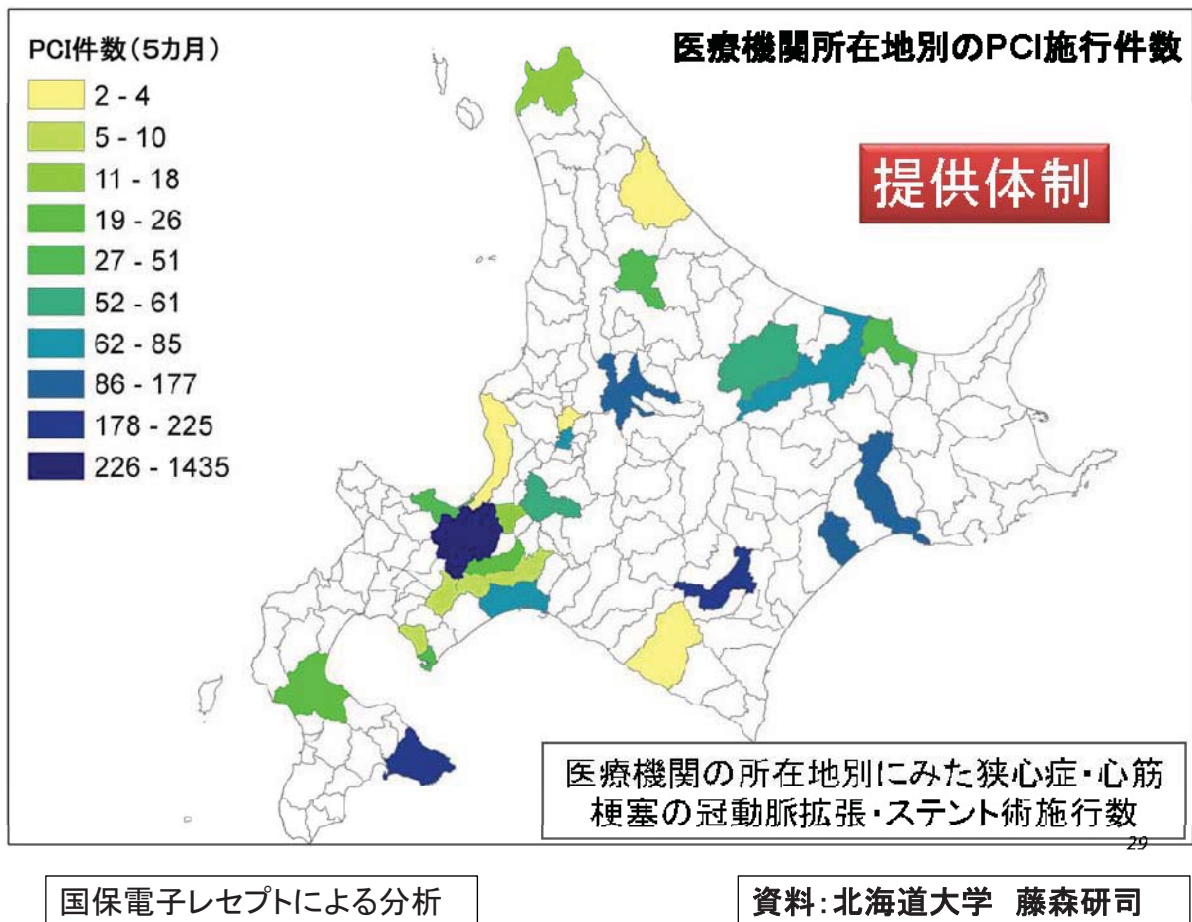 医療機関所在地別のPCI施行件数
PCI件数(5カ月)
2 - 4
5 - 10
11 - 18
19 - 26
27 - 51
52 - 61
62 - 85
86 - 177
178 - 225
226 - 1435
提供体制
医療機関の所在地別にみた狭心症・心筋
梗塞の冠動脈拡張・ステント術施行数
29
国保電子レセプトによる分析
資料:北海道大学 藤森研司